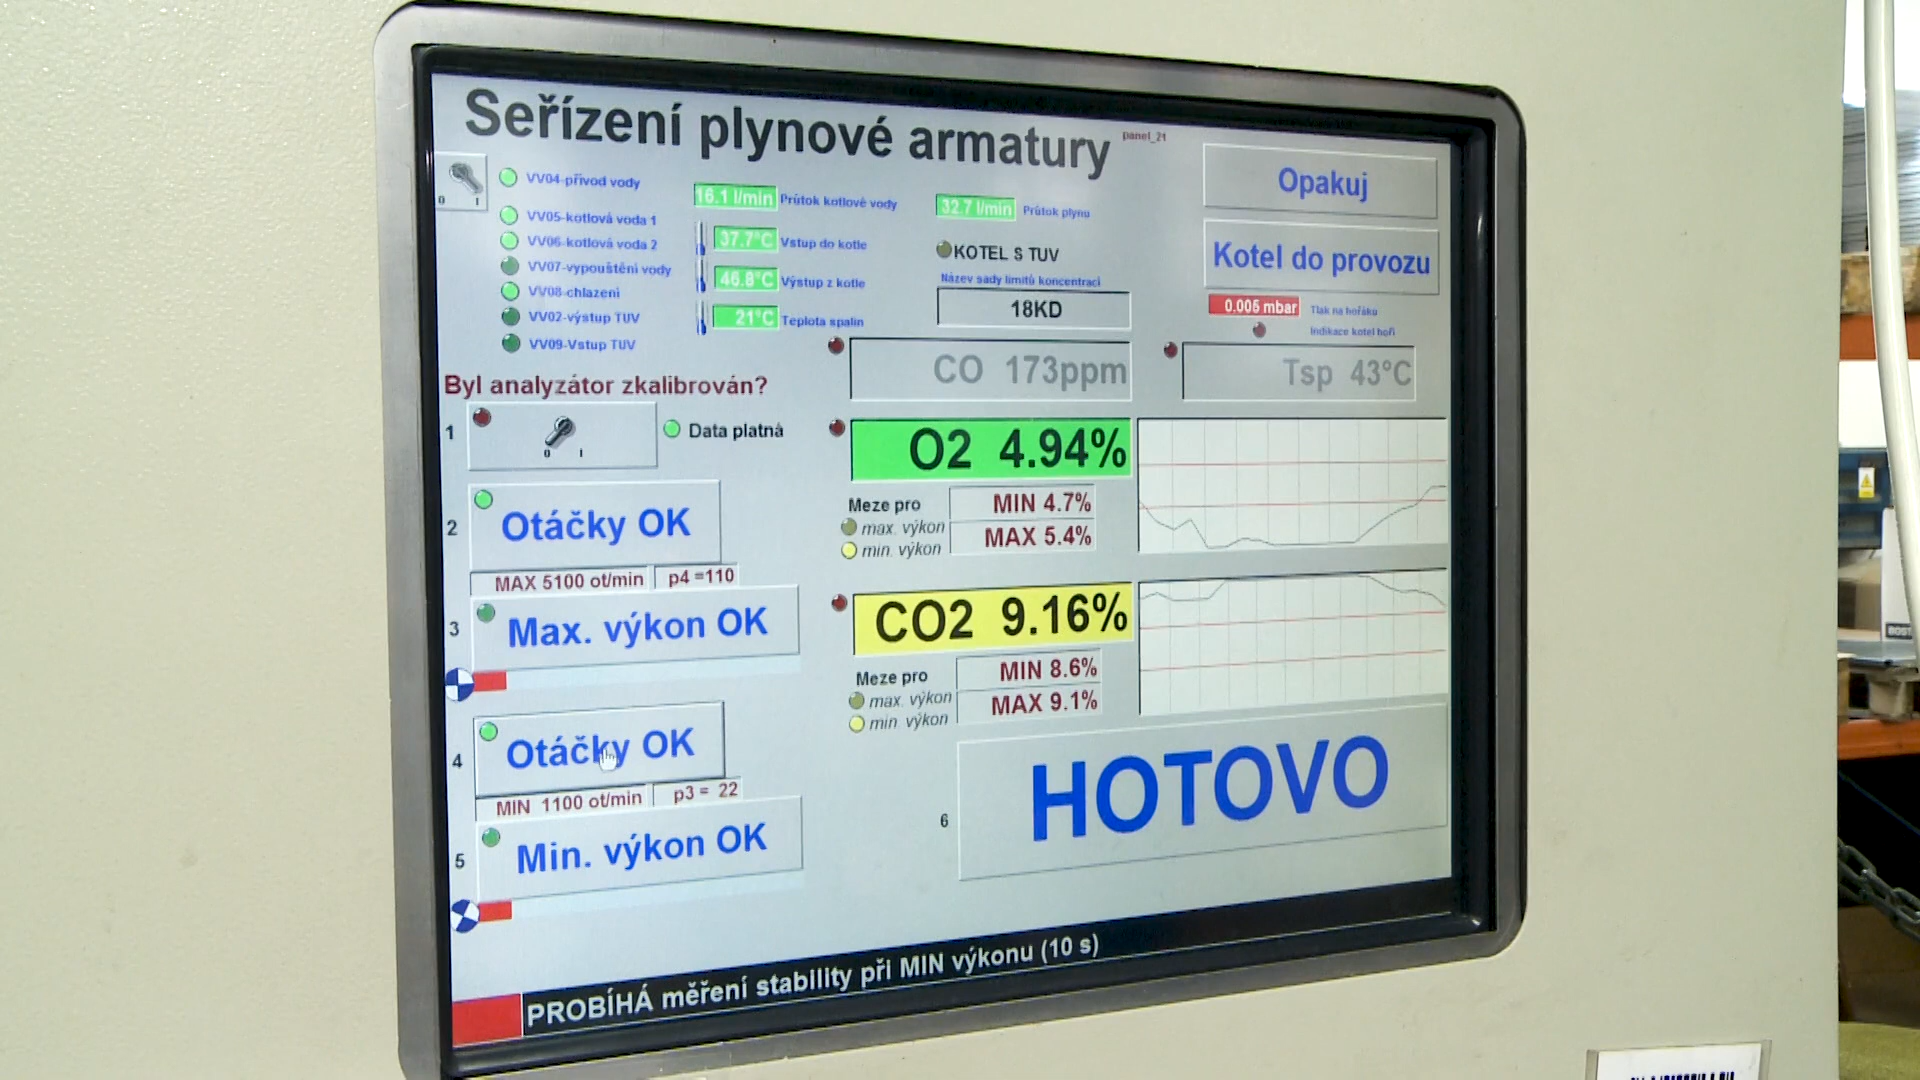 Seřízení plynové armatury
panel_21
Opakuj
Kotel do provozu
0 1
VV04-přívod vody
VV05-kotlová voda 1
VV06-kotlová voda 2
VV07-vypouštění vody
VV08-chlazení
VV02-výstup TUV
VV09-Vstup TUV
16.1 l/min Průtok kotlové vody
37.7°C Vstup do kotle
46.8°C Výstup z kotle
21°C Teplota spalin
32.7 l/min Průtok plynu
KOTEL S TUV
Název sady limitů koncentrací
18KD
0.005 mbar Tlak na hořáku
Indikace kotel hoří
CO 173ppm
Tsp 43°C
Byl analyzátor zkalibrován?
1
0 1
Data platná
O2 4.94%
Meze pro
max. výkon
min. výkon
MIN 4.7%
MAX 5.4%
2 Otáčky OK
MAX 5100 ot/min p4 =110
3 Max. výkon OK
CO2 9.16%
Meze pro
max. výkon
min. výkon
MIN 8.6%
MAX 9.1%
4 Otáčky OK
MIN 1100 ot/min p3 = 22
5 Min. výkon OK
6 HOTOVO
PROBÍHÁ měření stability při MIN výkonu (10 s)